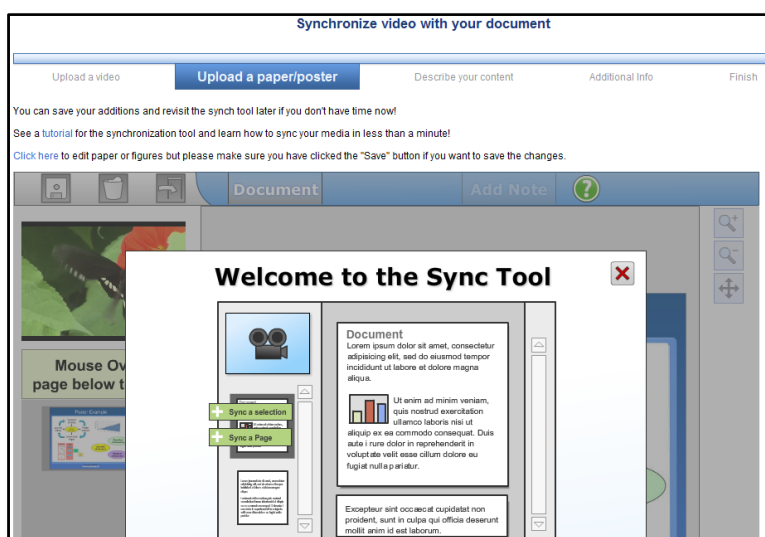 Synchronize video with your document
Upload a video
Upload a paper/poster
Describe your content
Additional Info
Finish
You can save your additions and revisit the synch tool later if you don't have time now!
See a tutorial for the synchronization tool and learn how to sync your media in less than a minute!
Click here to edit paper or figures but please make sure you have clicked the "Save" button if you want to save the changes.
Document
Add Note
?
Welcome to the Sync Tool
Mouse Ov
page below t
Sync a selection
Sync a Page
Document
Lorem ipsum dolor sit amet, consectetur
adipisicing elit, sed do eiusmod tempor
incididunt ut labore et dolore magna
aliqua.
Ut enim ad minim veniam,
quis nostrud exercitation
ullamco laboris nisi ut
aliquip ex ea commodo consequat. Duis
aute i rure dolor in reprehenderit in
voluptate velit esse cillum dolore eu
fugiat nulla pariatur.
Excepteur sint occaecat cupidatat non
proident, sunt in culpa qui officia deserunt
mollit anim id est laborum.